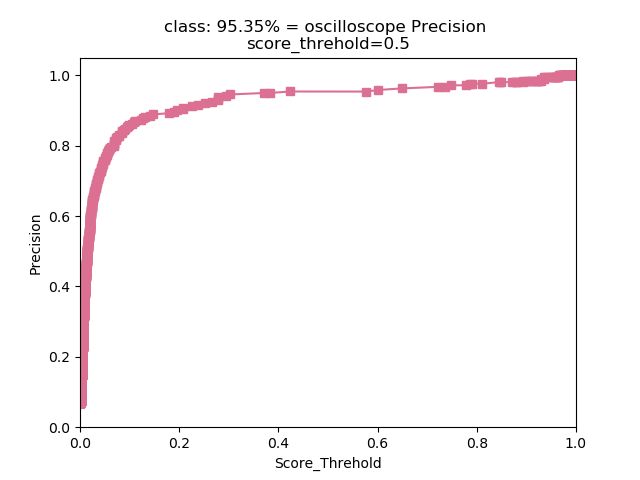 class: 95.35% = oscilloscope Precision
score_threhold=0.5
1.0
0.8
0.6
0.4
0.2
0.0
Precision
0.0 0.2 0.4 0.6 0.8 1.0
Score_Threhold